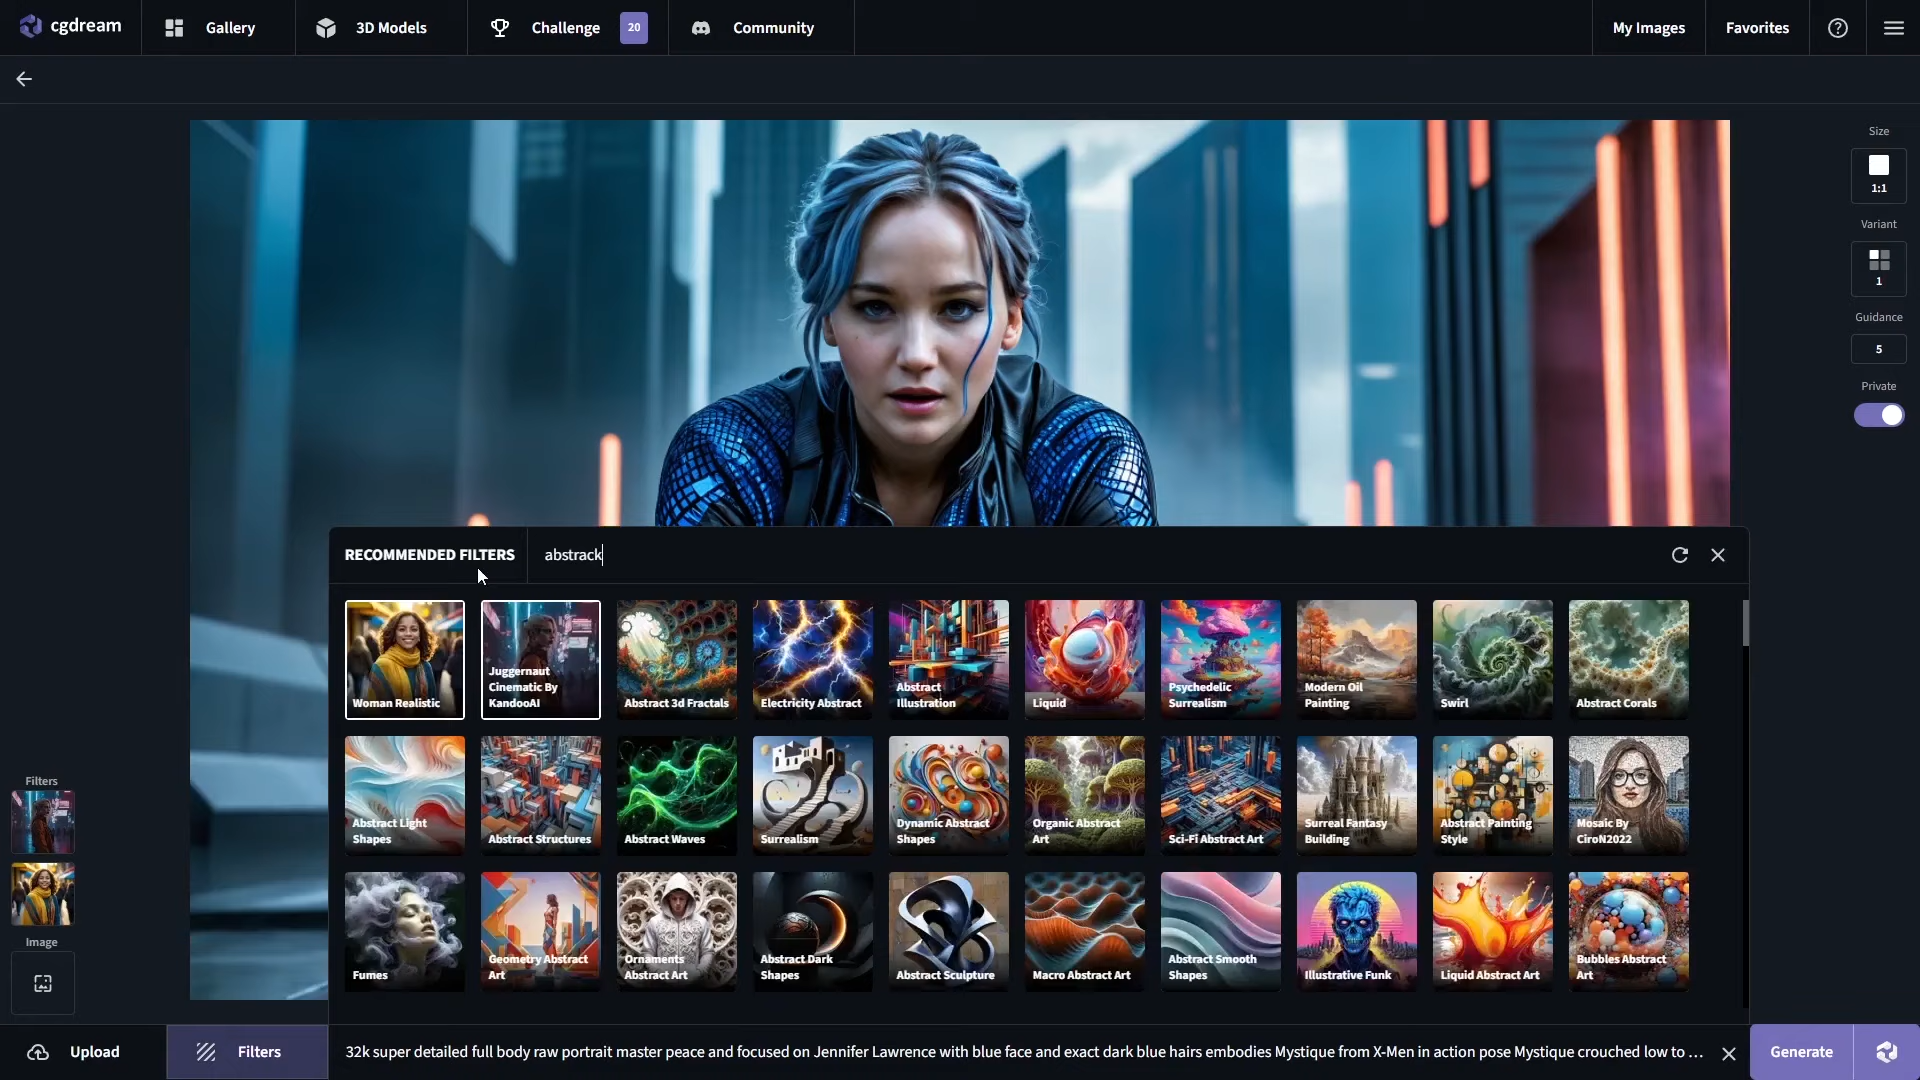 cgdream
Gallery
3D Models
Challenge
20
Community
My Images
Favorites
Size
1:1
Variant
1
Guidance
5
Private
RECOMMENDED FILTERS
abstrack
Woman Realistic
Juggernaut
Cinematic By
KandooAI
Abstract 3d Fractals
Electricity Abstract
Abstract
Illustration
Liquid
Psychedelic
Surrealism
Modern Oil
Painting
Swirl
Abstract Corals
Abstract Light
Shapes
Abstract Structures
Abstract Waves
Surrealism
Dynamic Abstract
Shapes
Organic Abstract
Art
Sci-Fi Abstract Art
Surreal Fantasy
Building
Abstract Painting
Style
Mosaic By
CiroN2022
Fumes
Geometry Abstract
Art
Ornaments
Abstract Art
Abstract Dark
Shapes
Abstract Sculpture
Macro Abstract Art
Abstract Smooth
Shapes
Illustrative Funk
Liquid Abstract Art
Bubbles Abstract
Art
Filters
Image
Upload
Filters
32k super detailed full body raw portrait master peace and focused on Jennifer Lawrence with blue face and exact dark blue hairs embodies Mystique from X-Men in action pose Mystique crouched low to ...
Generate